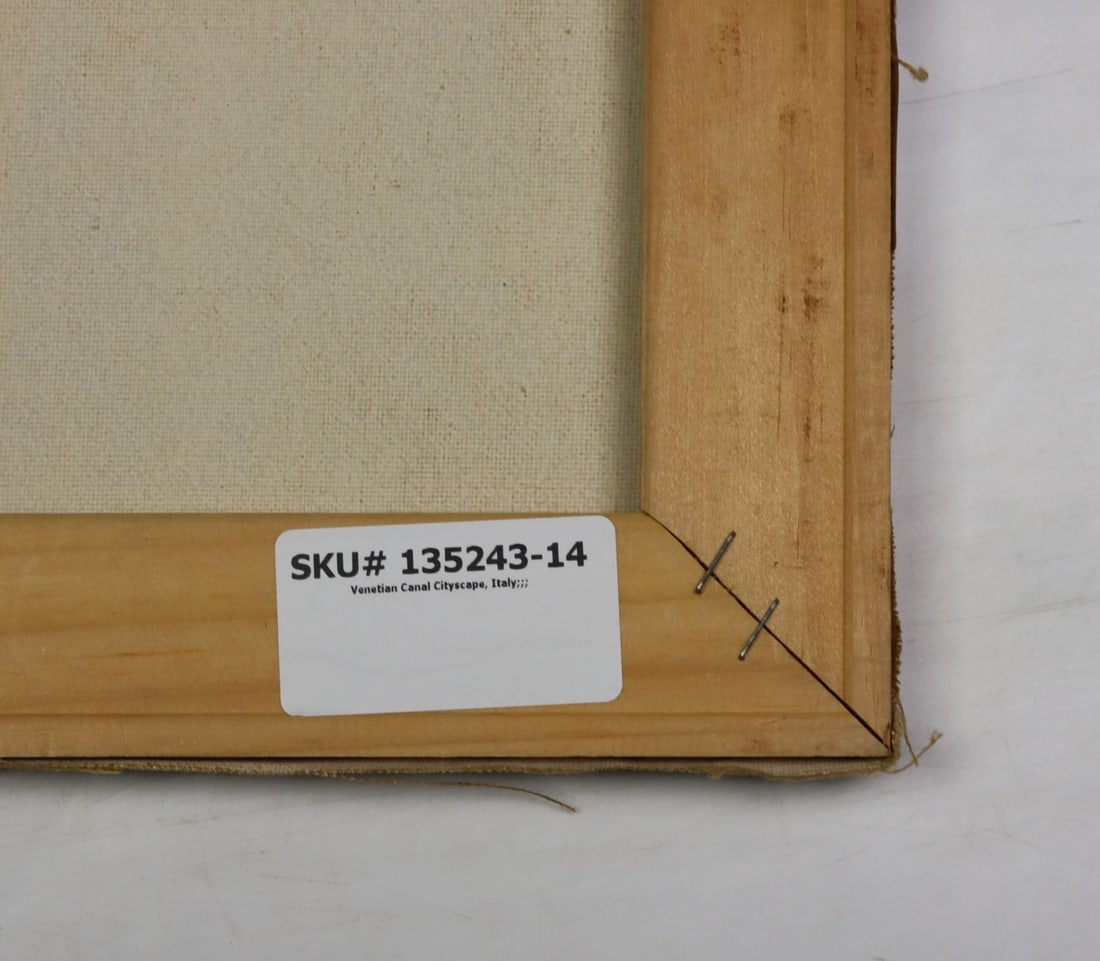 SKU# 135243-14
Venetian Canal Cityscape, Italy;;;